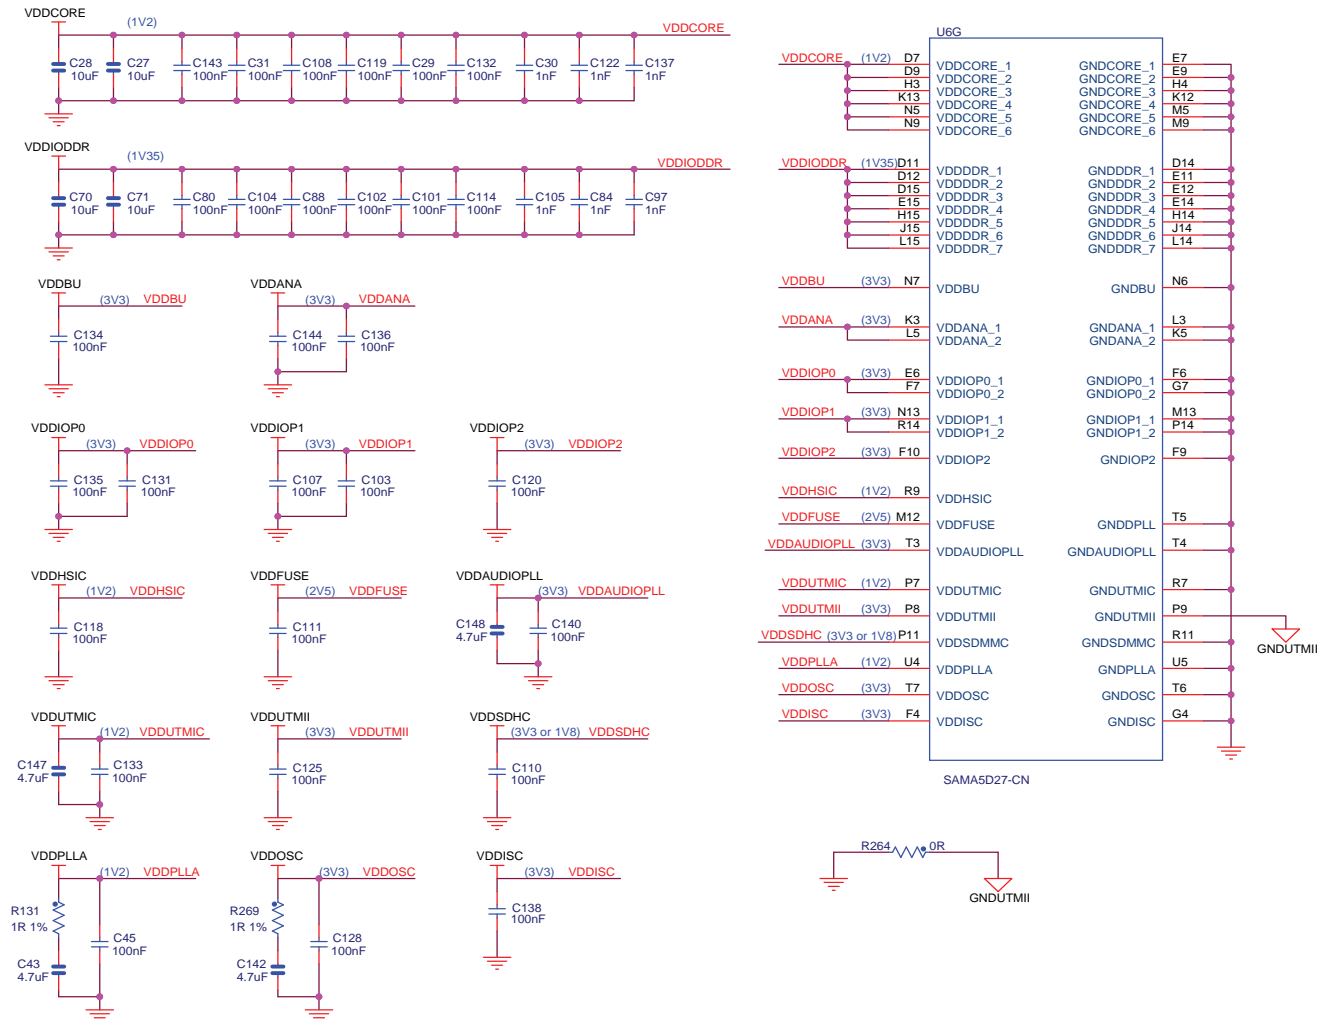 VDDCORE
(1V2)
VDDCORE
C28
10uF
C27
10uF
C143
100nF
C31
100nF
C108
100nF
C119
100nF
C29
100nF
C132
100nF
C30
1nF
C122
1nF
C137
1nF
VDDIODDR
(1V35)
VDDIODDR
C70
10uF
C71
10uF
C80
100nF
C104
100nF
C88
100nF
C102
100nF
C101
100nF
C114
100nF
C105
1nF
C84
1nF
C97
1nF
VDDBU
(3V3) VDDBU
C134
100nF
VDDANA
(3V3) VDDANA
C144
100nF
C136
100nF
VDDIOP0
(3V3) VDDIOP0
C135
100nF
C131
100nF
VDDIOP1
(3V3) VDDIOP1
C107
100nF
C103
100nF
VDDIOP2
(3V3) VDDIOP2
C120
100nF
VDDHSIC
(1V2) VDDHSIC
C118
100nF
VDDFUSE
(2V5) VDDFUSE
C111
100nF
VDDAUDIOPLL
(3V3) VDDAUDIOPLL
C148
4.7uF
C140
100nF
VDDUTMIC
(1V2) VDDUTMIC
C147
4.7uF
C133
100nF
VDDUTMII
(3V3) VDDUTMII
C125
100nF
VDDSDHC
(3V3 or 1V8) VDDSDHC
C110
100nF
VDDPLLA
(1V2) VDDPLLA
R131
1R 1%
C45
100nF
C43
4.7uF
VDDOSC
(3V3) VDDOSC
R269
1R 1%
C128
100nF
C142
4.7uF
VDDISC
(3V3) VDDISC
C138
100nF
U6G
VDDCORE (1V2) D7 VDDCORE_1 GNDCORE_1 E7
D9 VDDCORE_2 GNDCORE_2 E9
H3 VDDCORE_3 GNDCORE_3 H4
K13 VDDCORE_4 GNDCORE_4 K12
N5 VDDCORE_5 GNDCORE_5 M5
N9 VDDCORE_6 GNDCORE_6 M9
VDDIODDR (1V35) D11 VDDDDR_1 GNDDDR_1 D14
D12 VDDDDR_2 GNDDDR_2 E11
D15 VDDDDR_3 GNDDDR_3 E12
E15 VDDDDR_4 GNDDDR_4 E14
H15 VDDDDR_5 GNDDDR_5 H14
J15 VDDDDR_6 GNDDDR_6 J14
L15 VDDDDR_7 GNDDDR_7 L14
VDDBU (3V3) N7 VDDBU GNDBU N6
VDDANA (3V3) K3 VDDANA_1 GNDANA_1 L3
L5 VDDANA_2 GNDANA_2 K5
VDDIOP0 (3V3) E6 VDDIOP0_1 GNDIOP0_1 F6
F7 VDDIOP0_2 GNDIOP0_2 G7
VDDIOP1 (3V3) N13 VDDIOP1_1 GNDIOP1_1 M13
R14 VDDIOP1_2 GNDIOP1_2 P14
VDDIOP2 (3V3) F10 VDDIOP2 GNDIOP2 F9
VDDHSIC (1V2) R9 VDDHSIC
VDDFUSE (2V5) M12 VDDFUSE GNDDPLL T5
VDDAUDIOPLL (3V3) T3 VDDAUDIOPLL GNDAUDIOPLL T4
VDDUTMIC (1V2) P7 VDDUTMIC GNDUTMIC R7
VDDUTMII (3V3) P8 VDDUTMII GNDUTMII P9
VDDSDHC (3V3 or 1V8) P11 VDDSDMMC GNDSDMMC R11
GNDUTMII
VDDPLLA (1V2) U4 VDDPLLA GNDPLLA U5
VDDOSC (3V3) T7 VDDOSC GNDOSC T6
VDDISC (3V3) F4 VDDISC GNDISC G4
SAMA5D27-CN
R264 0R
GNDUTMII